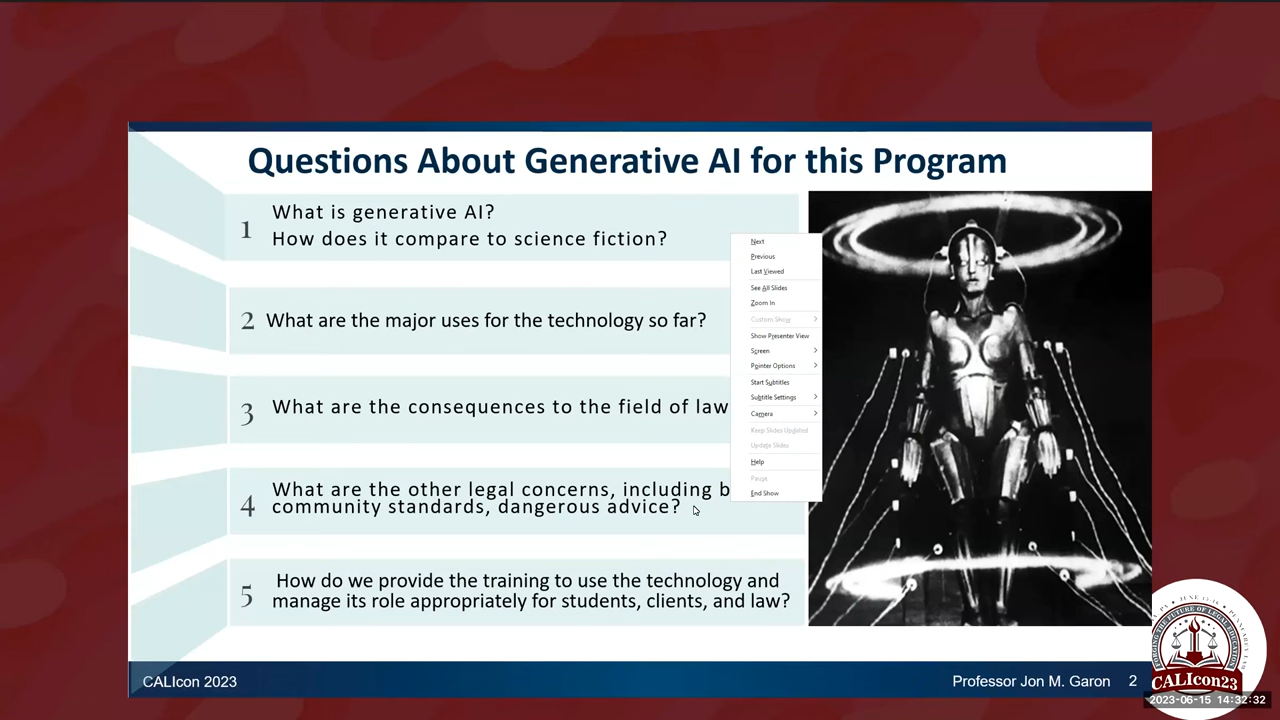 Questions About Generative AI for this Program
1
What is generative AI?
How does it compare to science fiction?
2
What are the major uses for the technology so far?
3
What are the consequences to the field of law
4
What are the other legal concerns, including b
community standards, dangerous advice?
5
How do we provide the training to use the technology and
manage its role appropriately for students, clients, and law?
Next
Previous
Last Viewed
See All Slides
Zoom In
Custom Show
Show Presenter View
Screen
Pointer Options
Start Subtitles
Subtitle Settings
Camera
Keep Slides Updated
Update Slides
Help
Pause
End Show
CALIcon 2023
Professor Jon M. Garon 2
FORGING THE FUTURE OF LEGAL EDUCATION
CALIcon23
2023-06-15 14:32:32